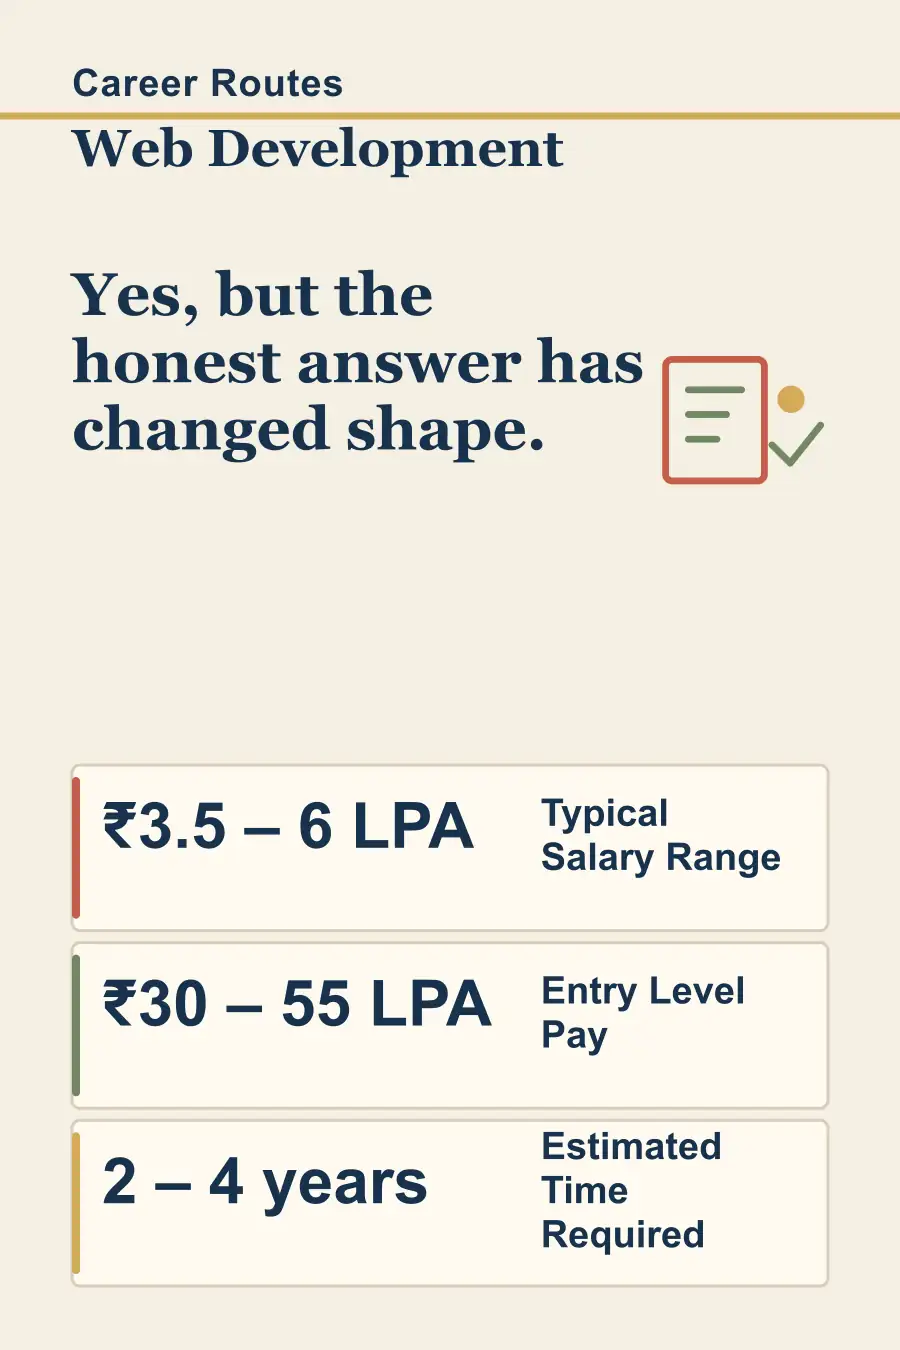 Career Routes
Web Development
Yes, but the
honest answer has
changed shape.
₹3.5 – 6 LPA
Typical
Salary Range
₹30 – 55 LPA
Entry Level
Pay
2 – 4 years
Estimated
Time
Required